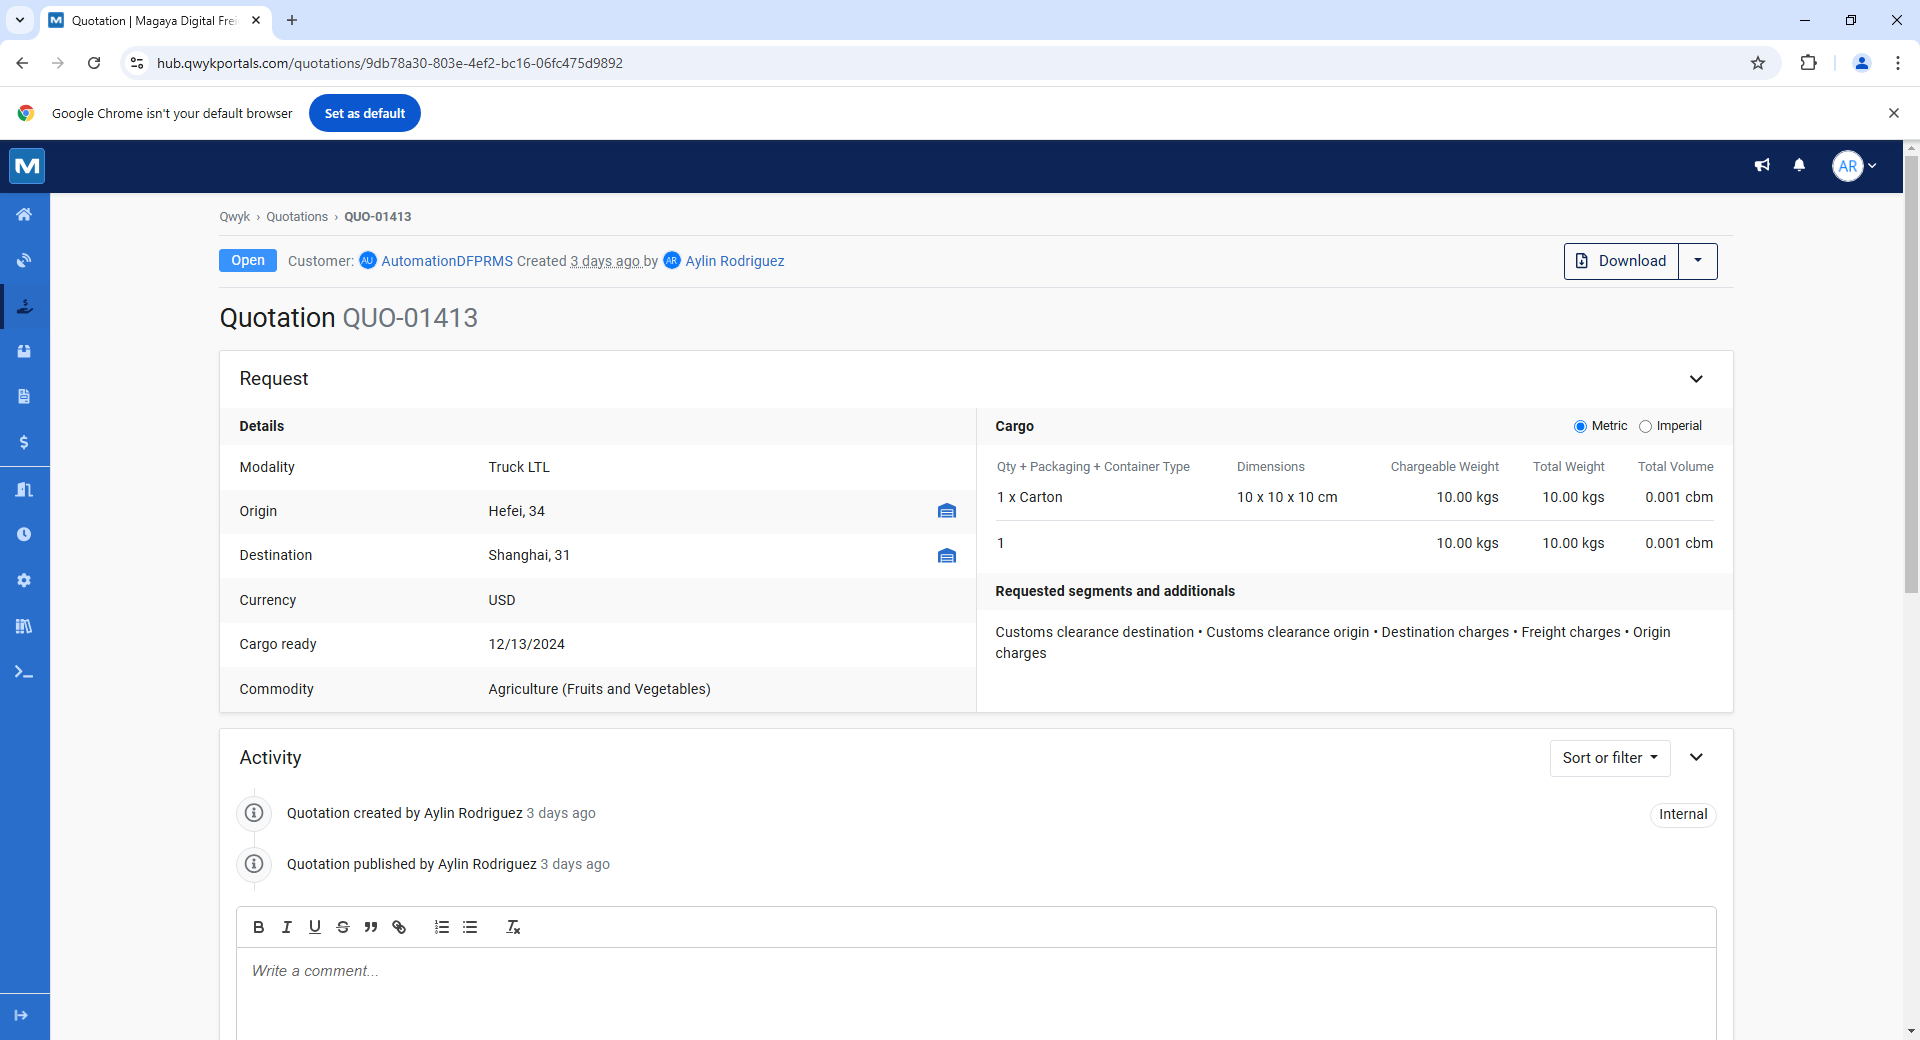 Quotation | Magaya Digital Frei
hub.qwykportals.com/quotations/9db78a30-803e-4ef2-bc16-06fc475d9892
Google Chrome isn't your default browser
Set as default
M
AR
Qwyk › Quotations › QUO-01413
Open Customer: AU AutomationDFPRMS Created 3 days ago by AR Aylin Rodriguez
Download
Quotation QUO-01413
Request
Details
Modality Truck LTL
Origin Hefei, 34
Destination Shanghai, 31
Currency USD
Cargo ready 12/13/2024
Commodity Agriculture (Fruits and Vegetables)
Cargo Metric Imperial
Qty + Packaging + Container Type Dimensions Chargeable Weight Total Weight Total Volume
1 x Carton 10 x 10 x 10 cm 10.00 kgs 10.00 kgs 0.001 cbm
1 10.00 kgs 10.00 kgs 0.001 cbm
Requested segments and additionals
Customs clearance destination • Customs clearance origin • Destination charges • Freight charges • Origin
charges
Activity
Sort or filter
Quotation created by Aylin Rodriguez 3 days ago
Internal
Quotation published by Aylin Rodriguez 3 days ago
Write a comment...